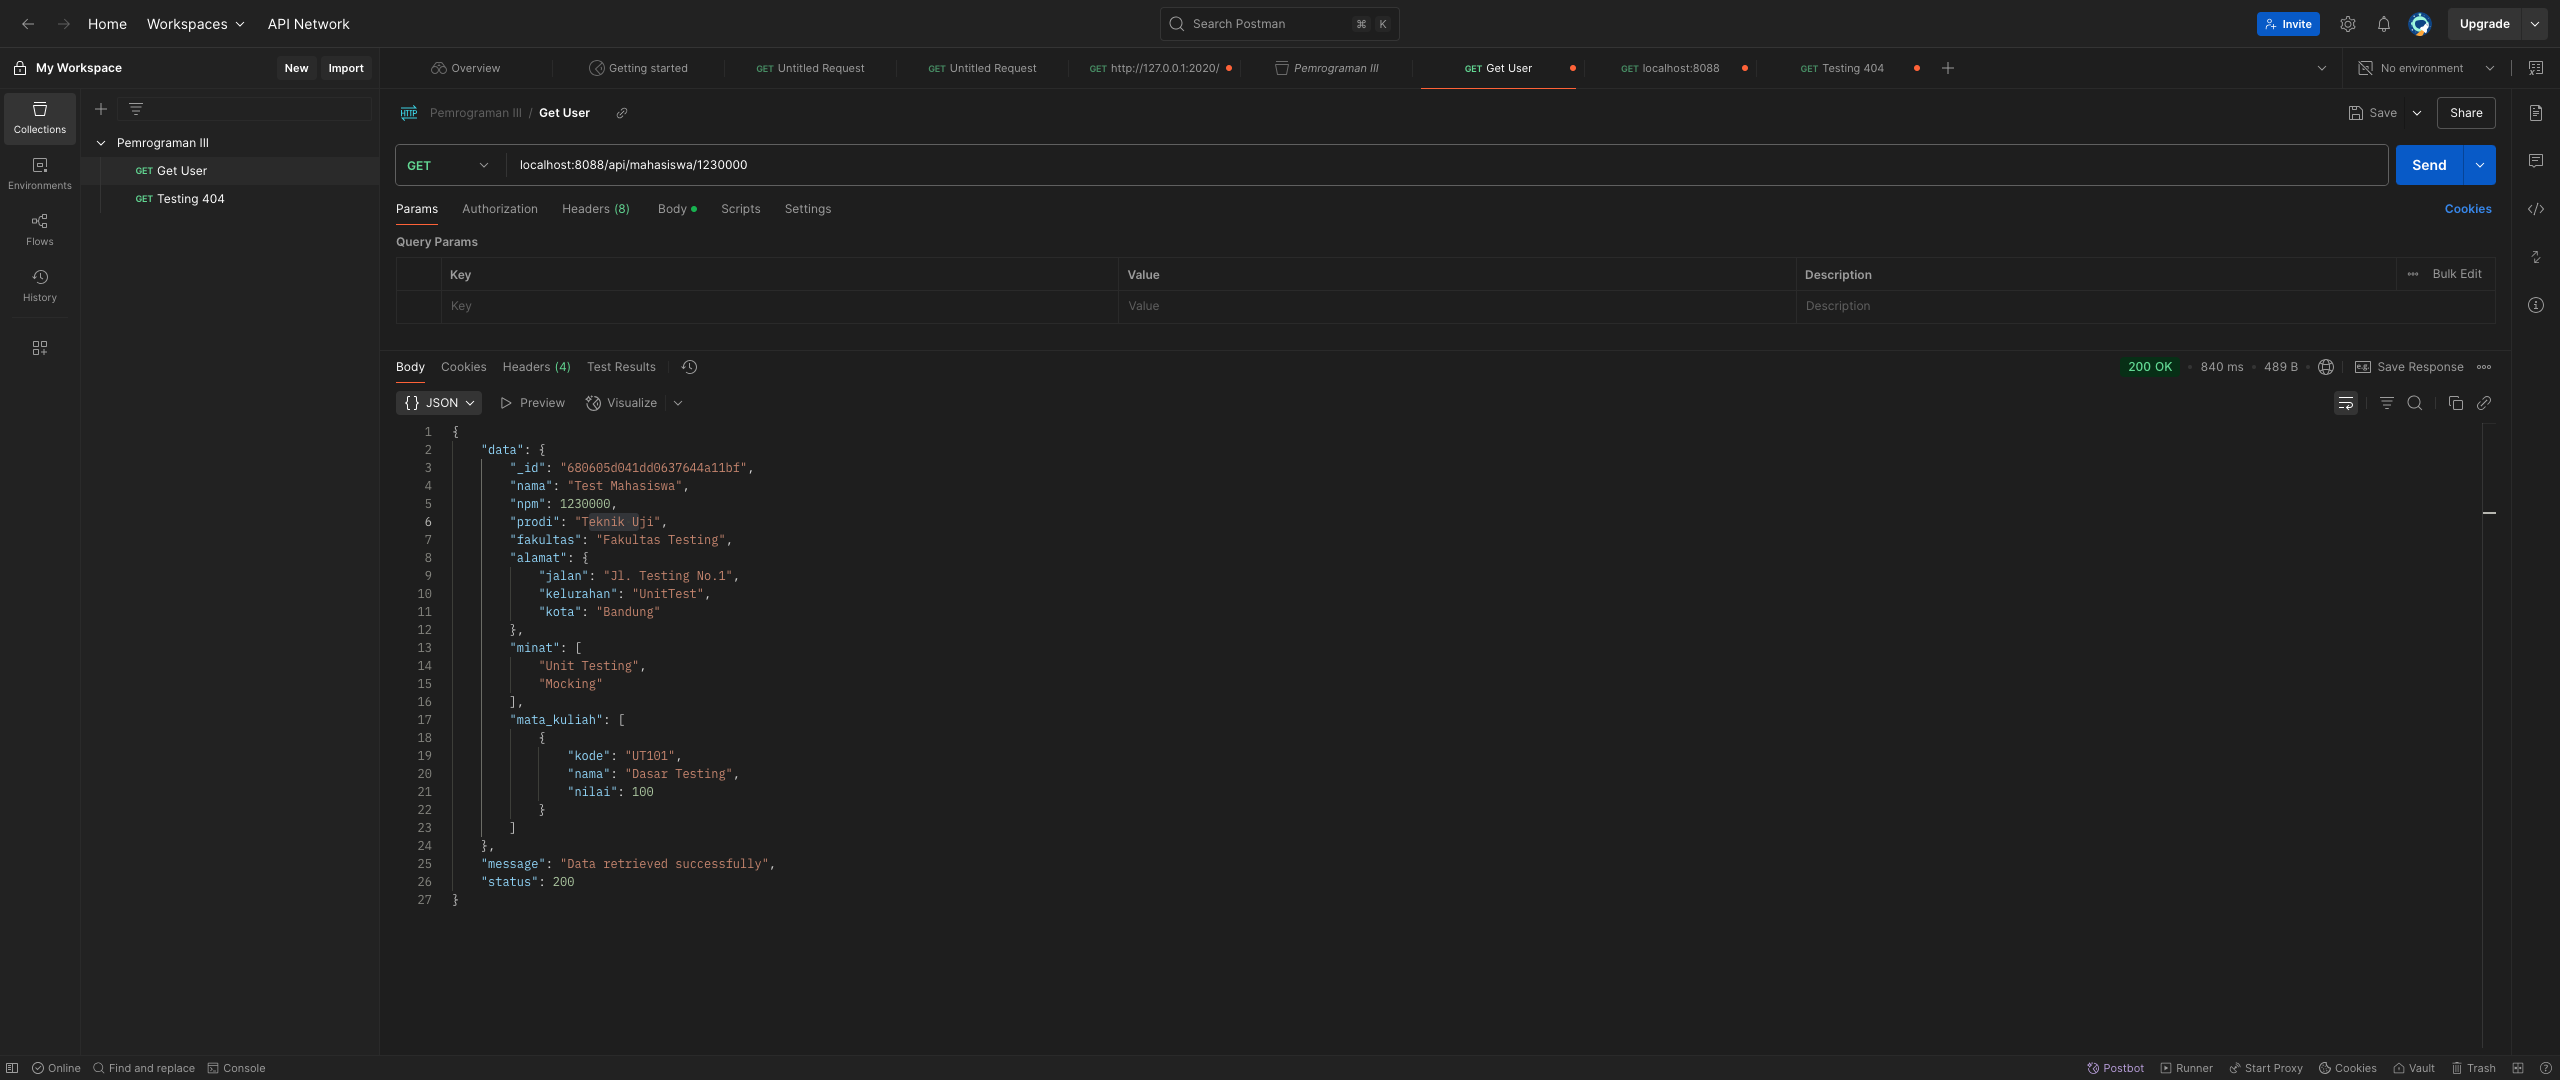 Home Workspaces API Network Search Postman ⌘ K Invite Upgrade
My Workspace New Import Overview Getting started GET Untitled Request GET Untitled Request GET http://127.0.0.1:2020/ Pemrograman III GET Get User GET localhost:8088 GET Testing 404 No environment
Collections
Environments
Flows
History
Pemrograman III
GET Get User
GET Testing 404
HTTP Pemrograman III / Get User Save Share
GET localhost:8088/api/mahasiswa/1230000 Send
Params Authorization Headers (8) Body Scripts Settings Cookies
Query Params
Key Value Description Bulk Edit
Key Value Description
Body Cookies Headers (4) Test Results 200 OK 840 ms 489 B e.g. Save Response
{} JSON Preview Visualize
1 {
2 "data": {
3 "_id": "680605d041dd0637644a11bf",
4 "nama": "Test Mahasiswa",
5 "npm": 1230000,
6 "prodi": "Teknik Uji",
7 "fakultas": "Fakultas Testing",
8 "alamat": {
9 "jalan": "Jl. Testing No.1",
10 "kelurahan": "UnitTest",
11 "kota": "Bandung"
12 },
13 "minat": [
14 "Unit Testing",
15 "Mocking"
16 ],
17 "mata_kuliah": [
18 {
19 "kode": "UT101",
20 "nama": "Dasar Testing",
21 "nilai": 100
22 }
23 ]
24 },
25 "message": "Data retrieved successfully",
26 "status": 200
27 }
Online Find and replace Console Postbot Runner Start Proxy Cookies Vault Trash